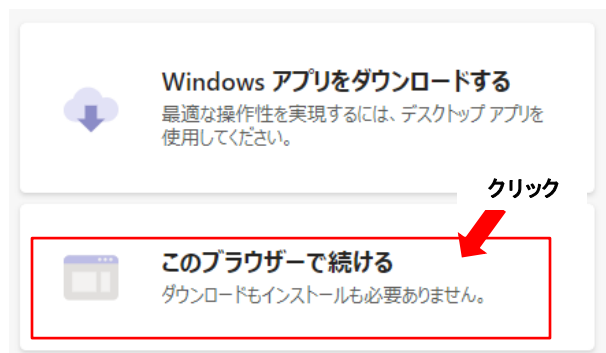 Windows アプリをダウンロードする
最適な操作性を実現するには、デスクトップ アプリを
使用してください。
クリック
このブラウザーで続ける
ダウンロードもインストールも必要ありません。